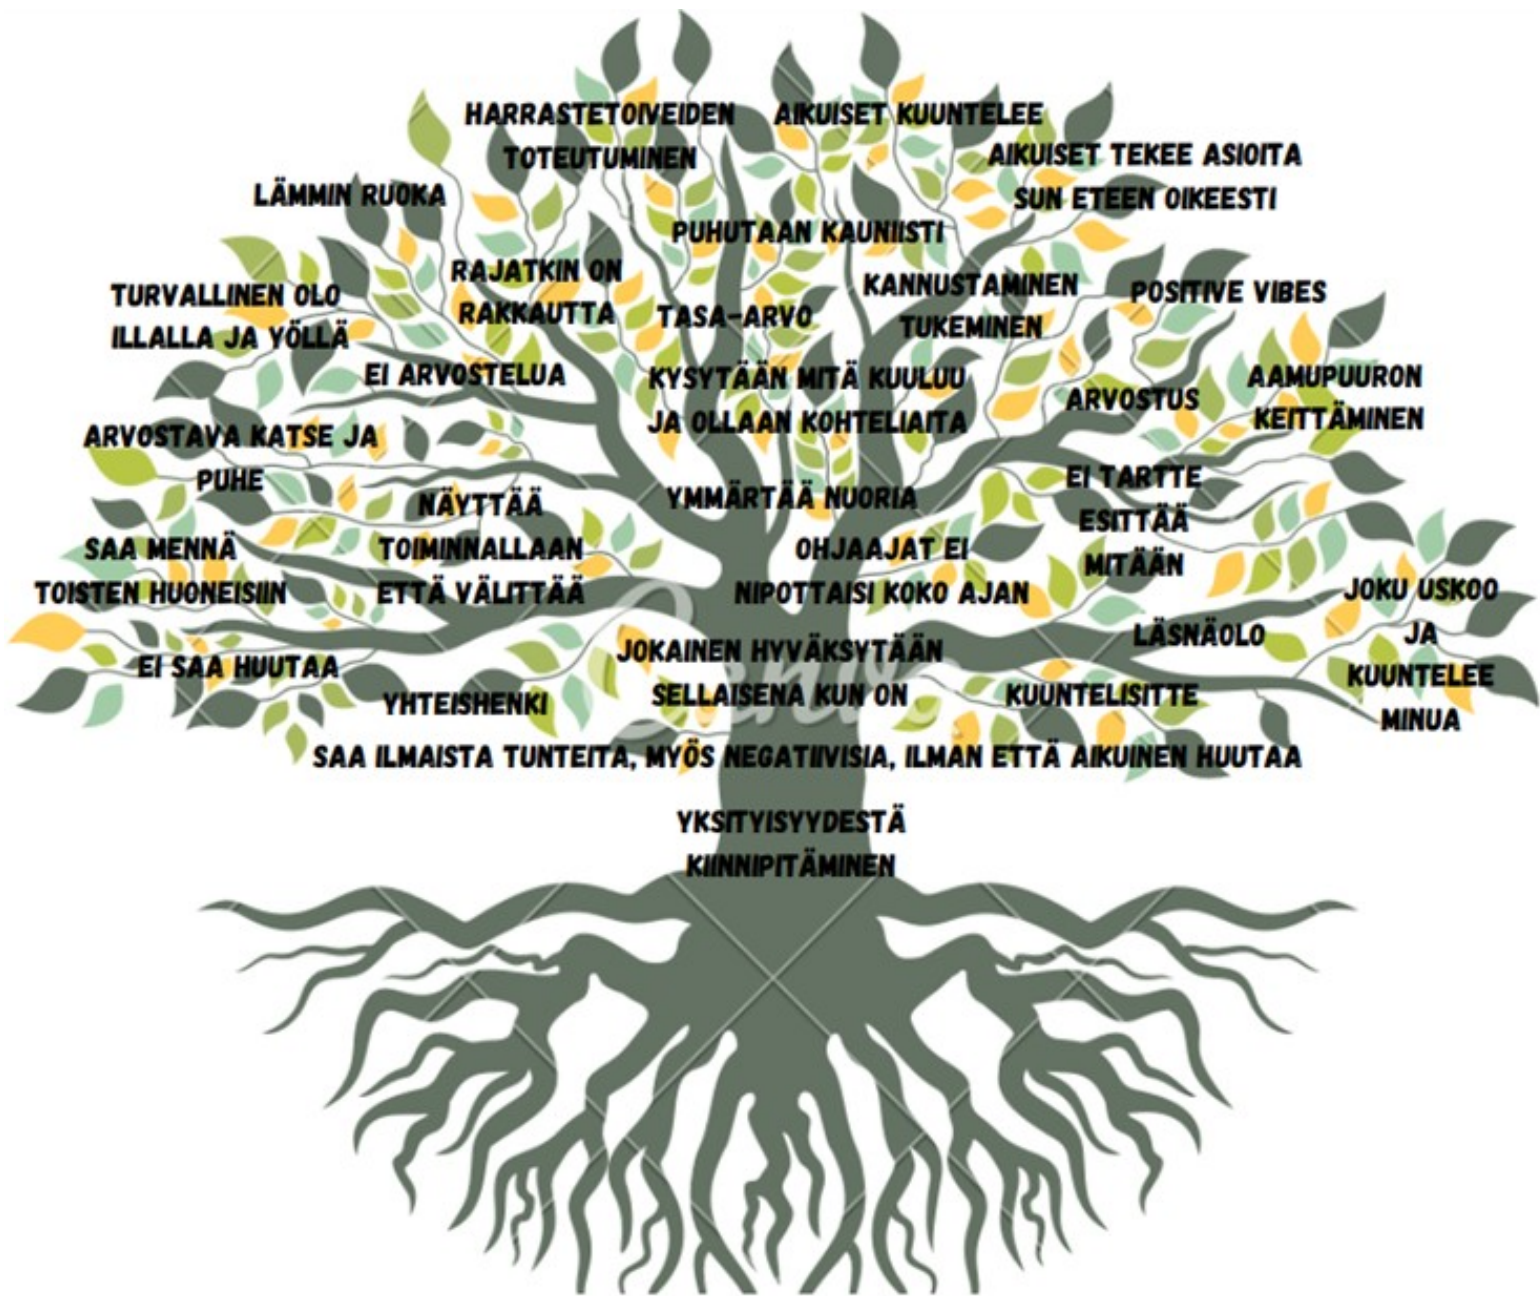 HARRASTETOIVEIDEN
TOTEUTUMINEN
AIKUISET KUUNTELEE
AIKUISET TEKEE ASIOITA
SUN ETEEN OIKEESTI
LÄMMIN RUOKA
PUHUTAAN KAUNIISTI
RAJATKIN ON
RAKKAUTTA
KANNUSTAMINEN
TUKEMINEN
POSITIVE VIBES
TURVALLINEN OLO
ILLALLA JA YÖLLÄ
TASA-ARVO
EI ARVOSTELUA
KYSYTÄÄN MITÄ KUULUU
JA OLLAAN KOHTELIAITA
ARVOSTUS
AAMUPUURON
KEITTÄMINEN
ARVOSTAVA KATSE JA
PUHE
NÄYTTÄÄ
TOIMINNALLAAN
ETTÄ VÄLITTÄÄ
YMMÄRTÄÄ NUORIA
EI TARTTE
ESITTÄÄ
MITÄÄN
SAA MENNÄ
TOISTEN HUONEISIIN
OHJAAJAT EI
NIPOTTAISI KOKO AJAN
JOKU USKOO
JA
KUUNTELEE
MINUA
EI SAA HUUTAA
JOKAINEN HYVÄKSYTÄÄN
SELLAISENA KUN ON
LÄSNÄOLO
YHTEISHENKI
KUUNTELISITTE
SAA ILMAISTA TUNTEITA, MYÖS NEGATIIVISIA, ILMAN ETTÄ AIKUINEN HUUTAA
YKSITYISYYDESTÄ
KIINNIPITÄMINEN
Canva